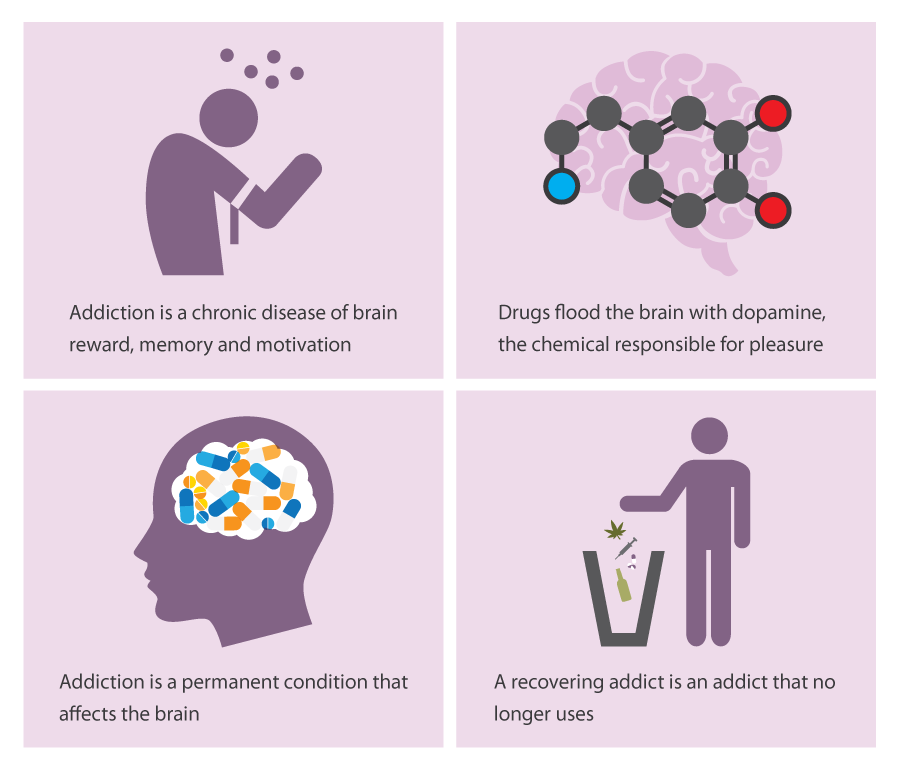 Addiction is a chronic disease of brain
reward, memory and motivation
Drugs flood the brain with dopamine,
the chemical responsible for pleasure
Addiction is a permanent condition that
affects the brain
A recovering addict is an addict that no
longer uses